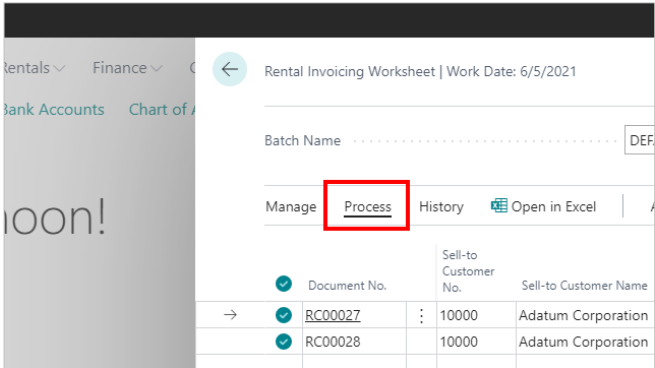 Rentals Finance
Rental Invoicing Worksheet | Work Date: 6/5/2021
Bank Accounts Chart of
Batch Name
Manage Process History Open in Excel
Sell-to
Customer
Document No. No. Sell-to Customer Name
RC00027 10000 Adatum Corporation
RC00028 10000 Adatum Corporation